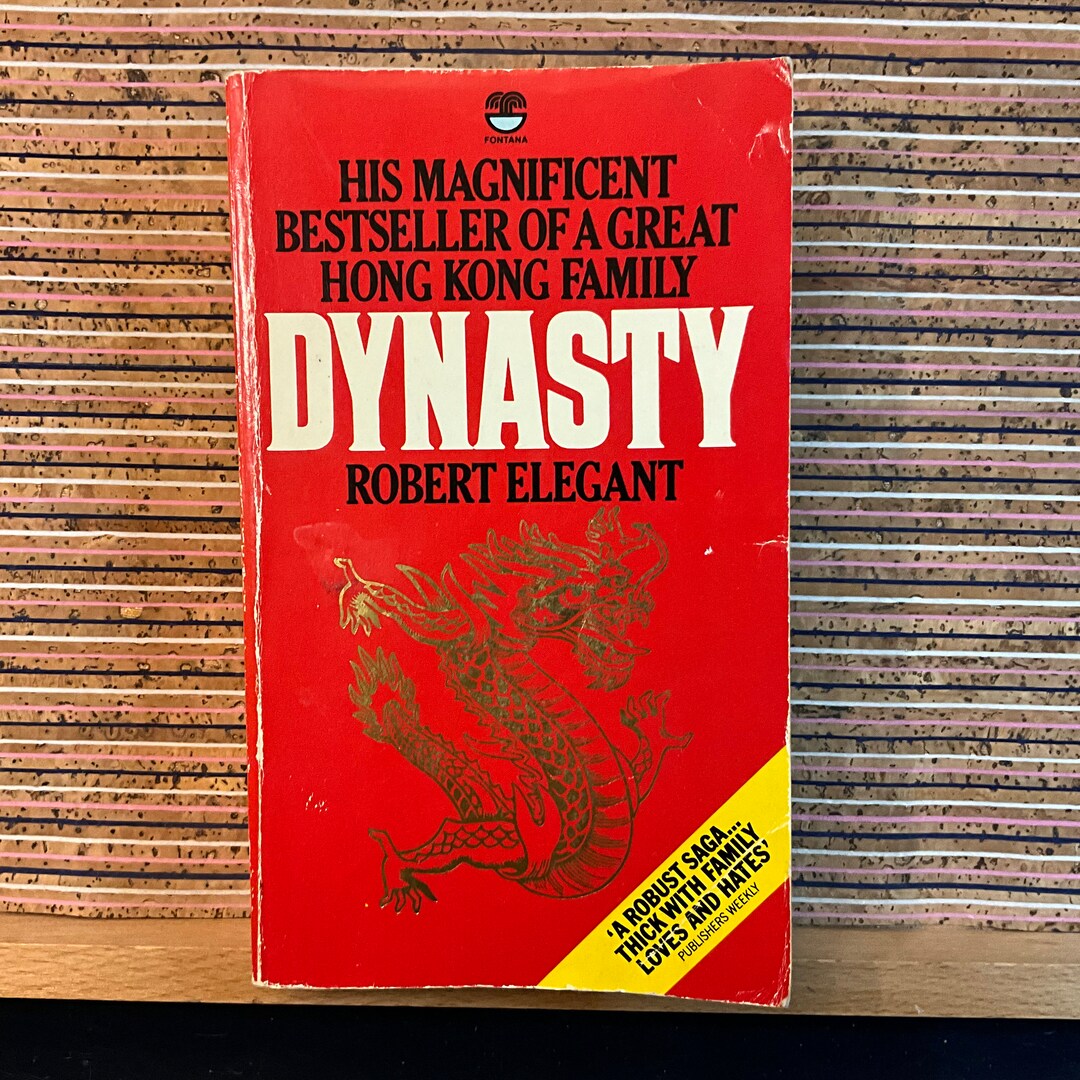 FONTANA
HIS MAGNIFICENT
BESTSELLER OF A GREAT
HONG KONG FAMILY
DYNASTY
ROBERT ELEGANT
'A ROBUST SAGA...
THICK WITH FAMILY
LOVES AND HATES'
PUBLISHERS WEEKLY